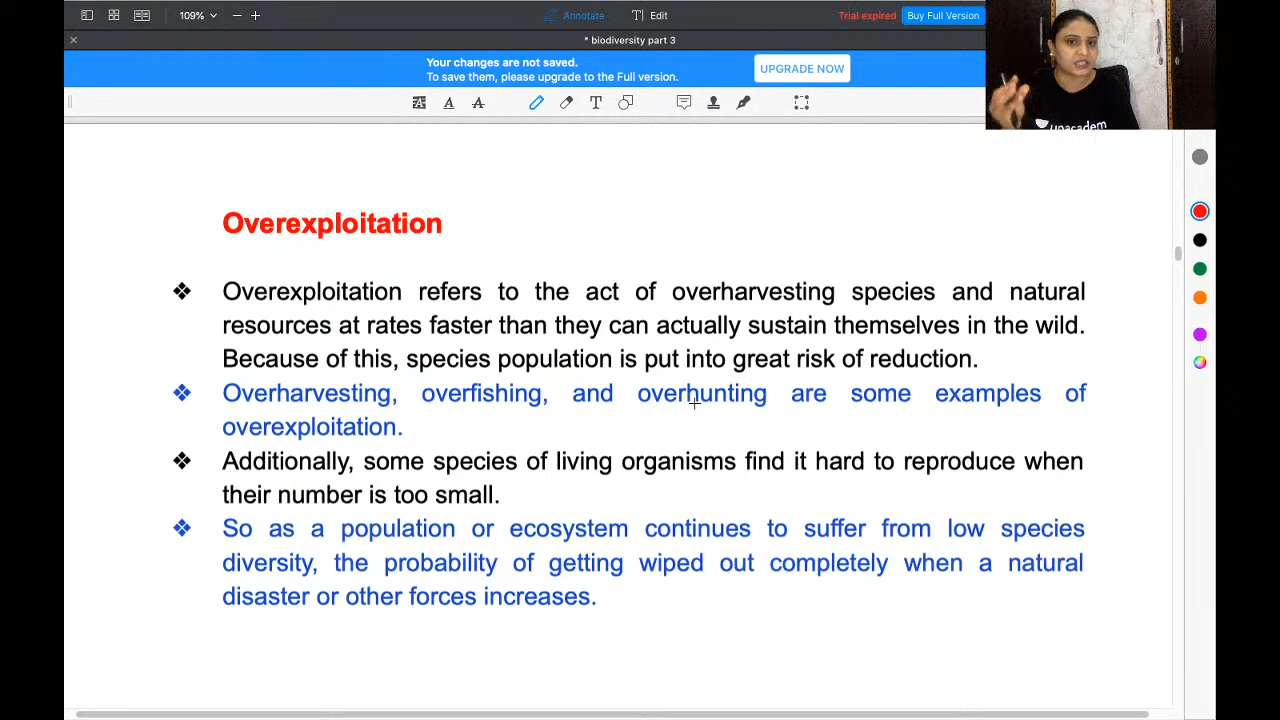 109%
Annotate
Edit
Trial expired
Buy Full Version
* biodiversity part 3
Your changes are not saved.
To save them, please upgrade to the Full version.
UPGRADE NOW
Overexploitation
❖ Overexploitation refers to the act of overharvesting species and natural
resources at rates faster than they can actually sustain themselves in the wild.
Because of this, species population is put into great risk of reduction.
❖ Overharvesting, overfishing, and overhunting are some examples of
overexploitation.
❖ Additionally, some species of living organisms find it hard to reproduce when
their number is too small.
❖ So as a population or ecosystem continues to suffer from low species
diversity, the probability of getting wiped out completely when a natural
disaster or other forces increases.